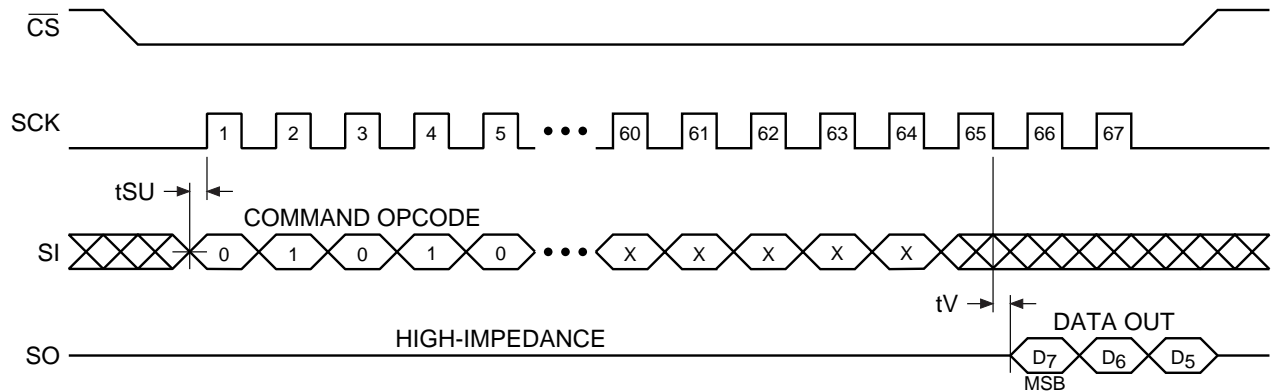 CS
SCK 1 2 3 4 5 ••• 60 61 62 63 64 65 66 67
tSU
COMMAND OPCODE
SI 0 1 0 1 0 ••• X X X X X
tV
HIGH-IMPEDANCE
DATA OUT
SO D7 D6 D5
MSB